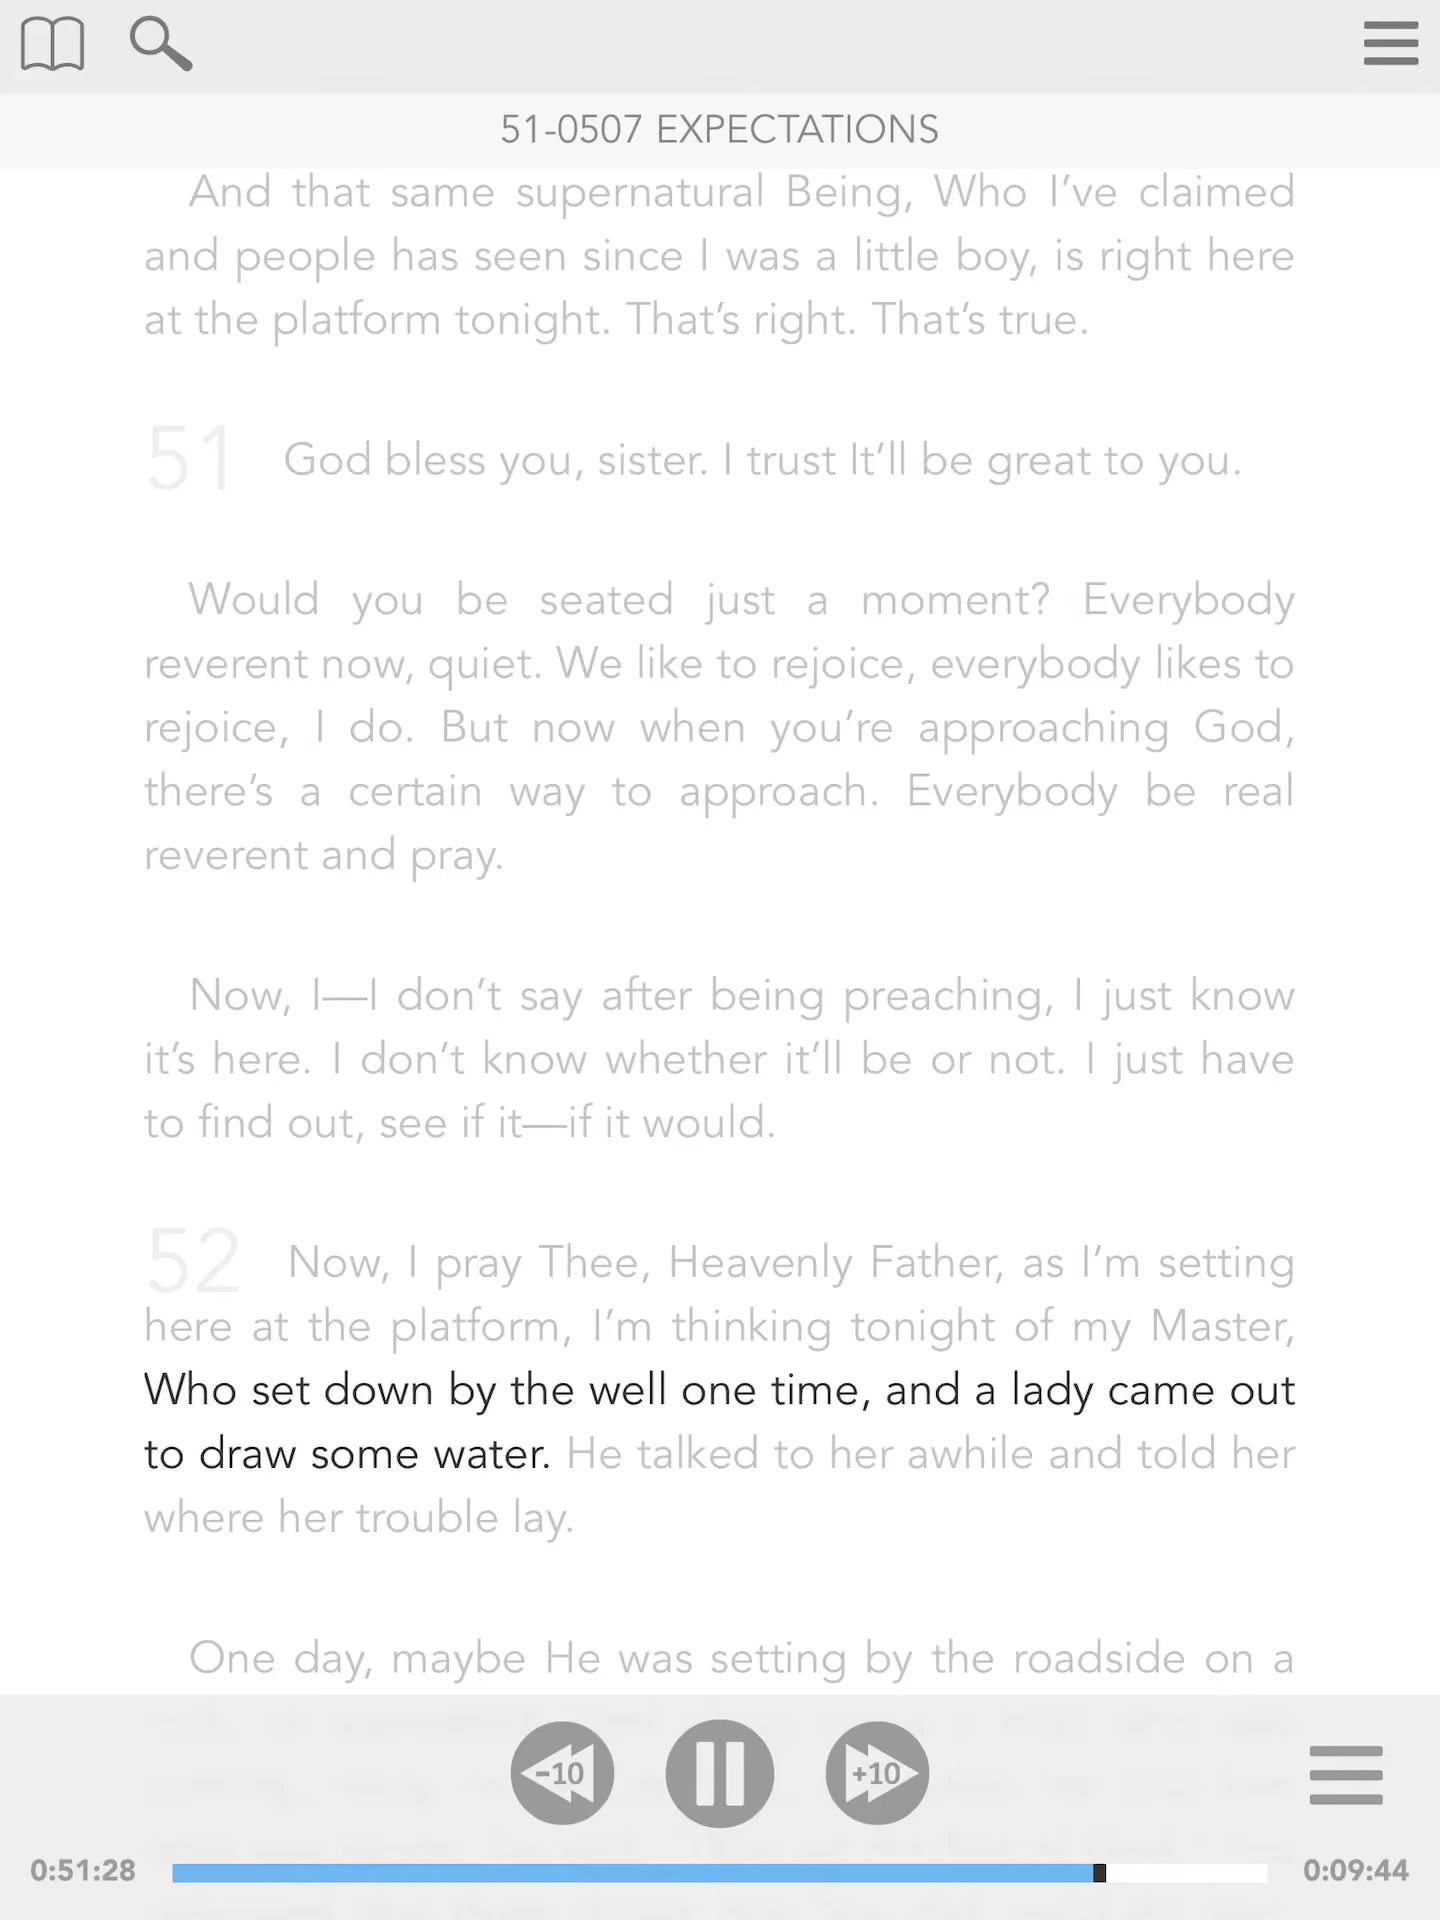 51-0507 EXPECTATIONS
And that same supernatural Being, Who I've claimed
and people has seen since I was a little boy, is right here
at the platform tonight. That's right. That's true.
51 God bless you, sister. I trust It'll be great to you.
Would you be seated just a moment? Everybody
reverent now, quiet. We like to rejoice, everybody likes to
rejoice, I do. But now when you're approaching God,
there's a certain way to approach. Everybody be real
reverent and pray.
Now, I—I don't say after being preaching, I just know
it's here. I don't know whether it'll be or not. I just have
to find out, see if it—if it would.
52 Now, I pray Thee, Heavenly Father, as I'm setting
here at the platform, I'm thinking tonight of my Master,
Who set down by the well one time, and a lady came out
to draw some water. He talked to her awhile and told her
where her trouble lay.
One day, maybe He was setting by the roadside on a
-10 +10
0:51:28 0:09:44